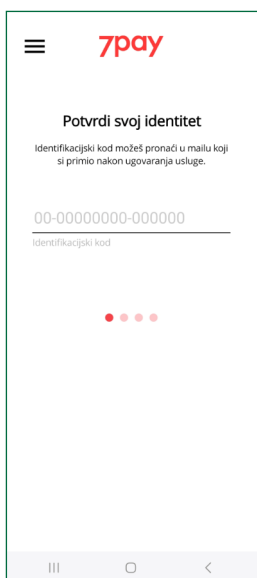 7pay
Potvrdi svoj identitet
Identifikacijski kod možeš pronaći u mailu koji
si primio nakon ugovaranja usluge.
00-00000000-000000
Identifikacijski kod